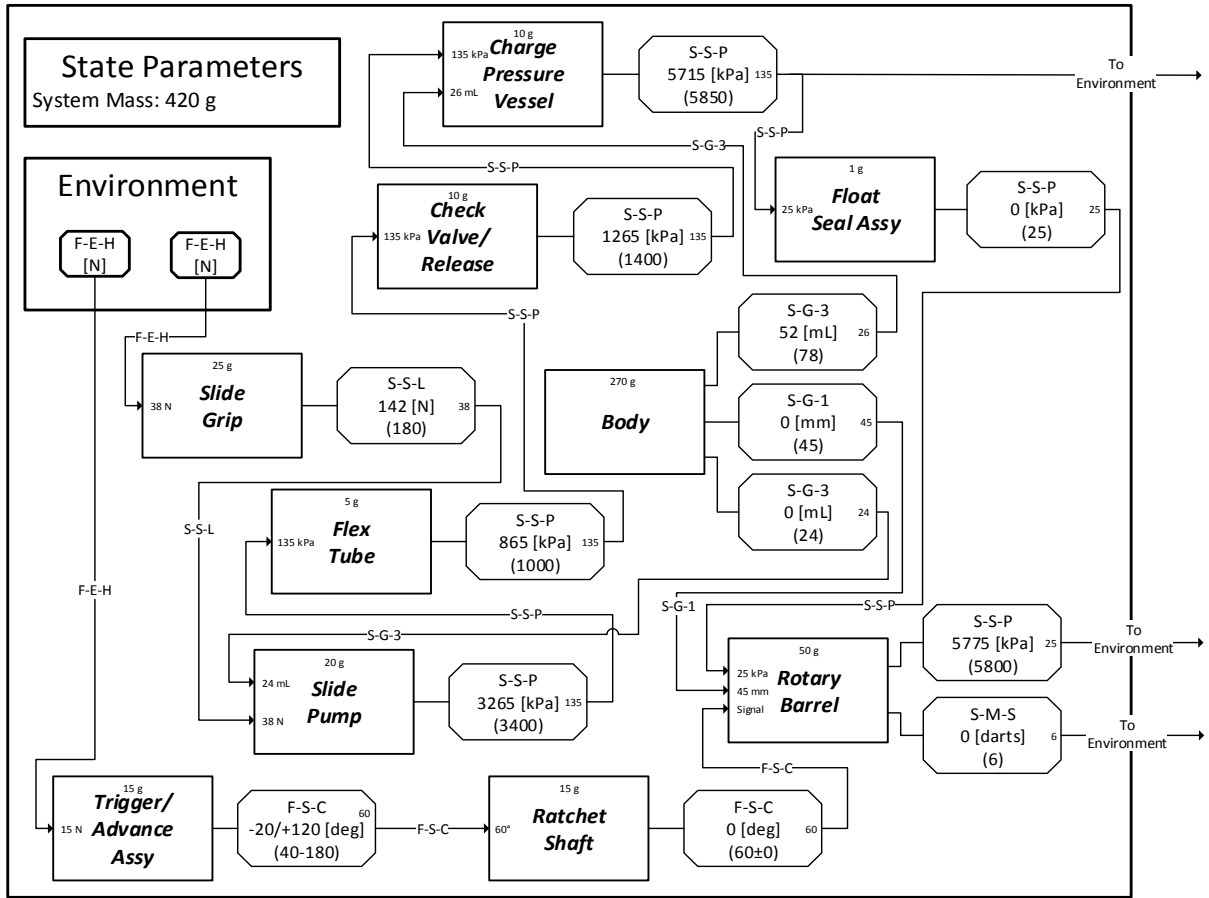 State Parameters
System Mass: 420 g
Environment
F-E-H
[N]
F-E-H
[N]
F-E-H
F-E-H
10 g
Charge
Pressure
Vessel
135 kPa
26 mL
S-S-P
5715 [kPa]
(5850)
135
To
Environment
S-S-P
S-G-3
S-S-P
1 g
Float
Seal Assy
25 kPa
S-S-P
0 [kPa]
(25)
25
10 g
Check
Valve/
Release
135 kPa
S-S-P
1265 [kPa]
(1400)
135
S-S-P
25 g
Slide
Grip
38 N
S-S-L
142 [N]
(180)
38
270 g
Body
S-G-3
52 [mL]
(78)
26
S-G-1
0 [mm]
(45)
45
S-G-3
0 [mL]
(24)
24
S-S-L
5 g
Flex
Tube
135 kPa
S-S-P
865 [kPa]
(1000)
135
S-S-P
S-G-3
S-G-1
S-S-P
20 g
Slide
Pump
24 mL
38 N
S-S-P
3265 [kPa]
(3400)
135
50 g
Rotary
Barrel
25 kPa
45 mm
Signal
S-S-P
5775 [kPa]
(5800)
25
To
Environment
S-M-S
0 [darts]
(6)
6
To
Environment
15 g
Trigger/
Advance
Assy
15 N
F-S-C
-20/+120 [deg]
(40-180)
60
F-S-C
15 g
Ratchet
Shaft
60°
F-S-C
0 [deg]
(60±0)
60
F-S-C